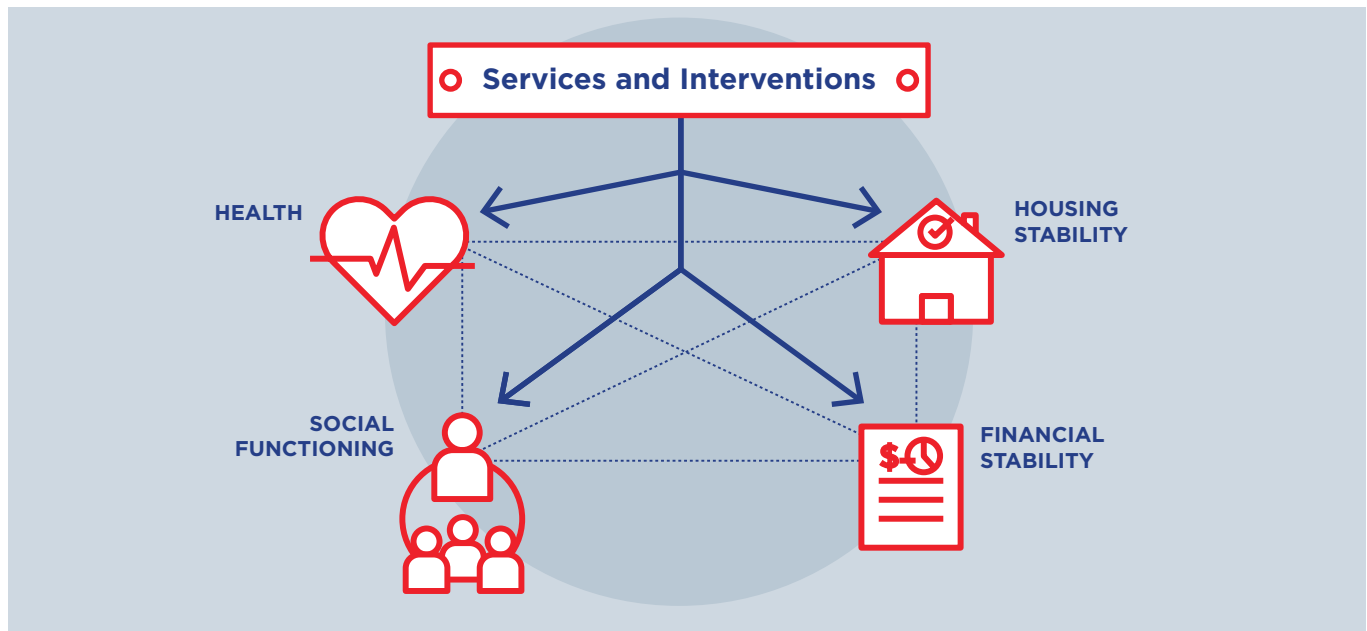 Services and Interventions
HEALTH
HOUSING
STABILITY
SOCIAL
FUNCTIONING
FINANCIAL
STABILITY
$